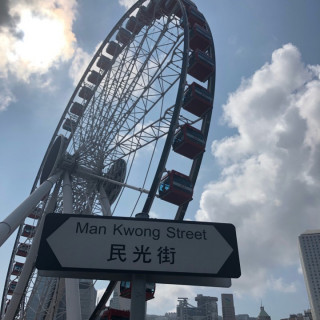 Man Kwong Street
民光街